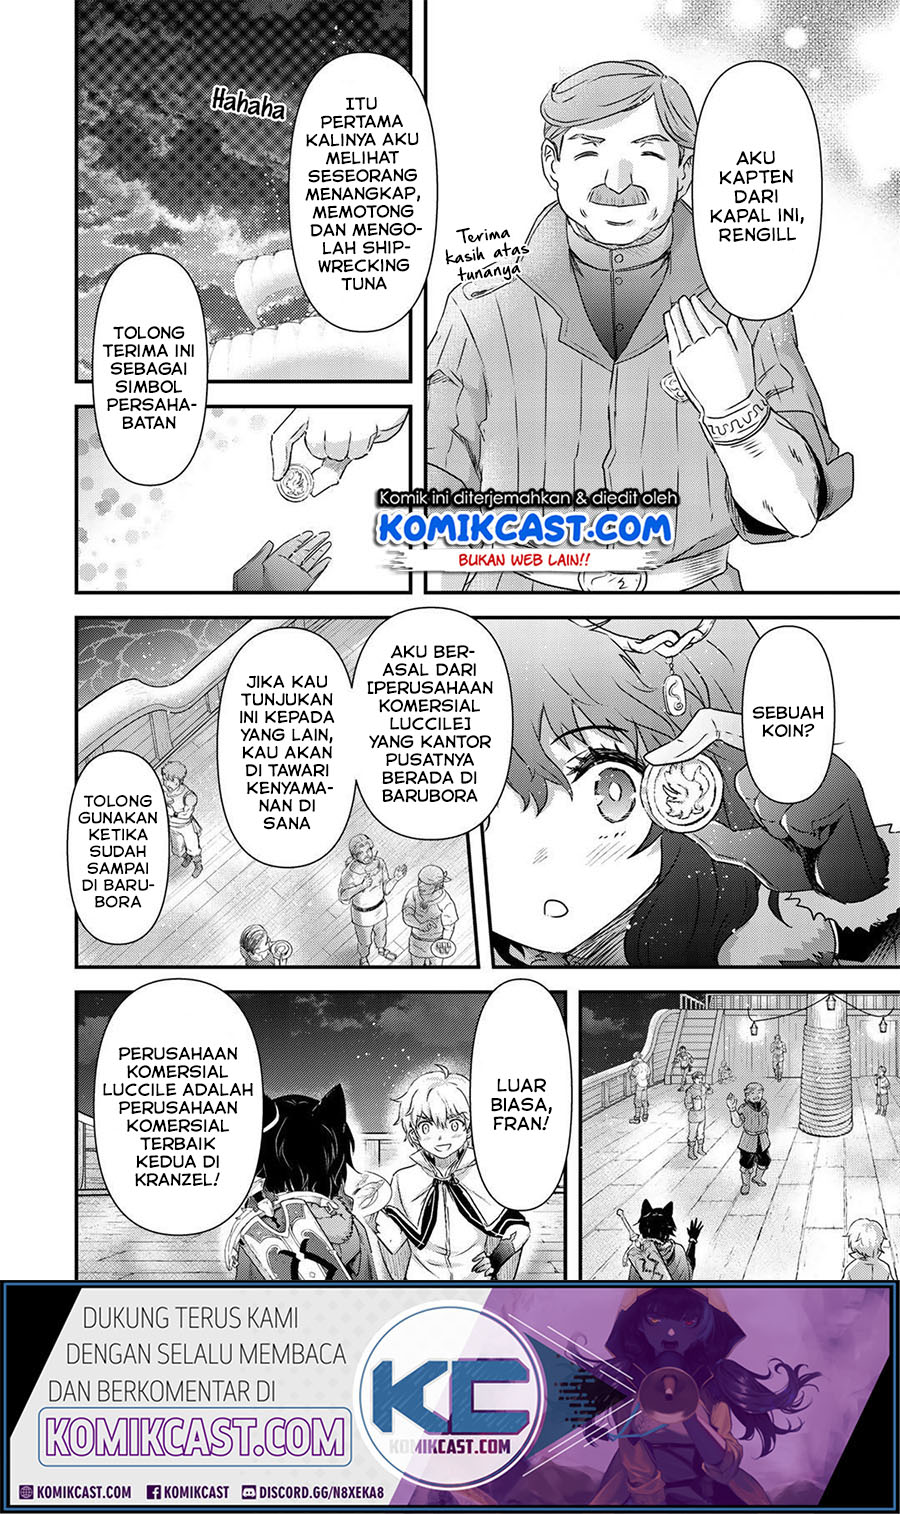 AKU
KAPTEN
DARI
KAPAL INI,
RENGILL
Terima
kasih atas
tunanya
ITU
PERTAMA
KALINYA AKU
MELIHAT
SESEORANG
MENANGKAP,
MEMOTONG
DAN MENGO-
LAH SHIP-
WRECKING
TUNA
Hahaha
TOLONG
TERIMA INI
SEBAGAI
SIMBOL
PERSAHA-
BATAN
Komik ini diterjemahkan & diedit oleh
KOMIKCAST.COM
BUKAN WEB LAIN!!
SEBUAH
KOIN?
AKU BER-
ASAL DARI
[PERUSAHAAN
KOMERSIAL
LUCCILE]
YANG KANTOR
PUSATNYA
BERADA DI
BARUBORA
JIKA KAU
TUNJUKAN
INI KEPADA
YANG LAIN,
KAU AKAN
DI TAWARI
KENYAMA-
NAN DI
SANA
TOLONG
GUNAKAN
KETIKA
SUDAH
SAMPAI
DI BARU-
BORA
LUAR
BIASA,
FRAN!
PERUSAHAAN
KOMERSIAL
LUCCILE ADALAH
PERUSAHAAN
KOMERSIAL
TERBAIK
KEDUA DI
KRANZEL!
DUKUNG TERUS KAMI
DENGAN SELALU MEMBACA
DAN BERKOMENTAR DI
KOMIKCAST.COM
KC
KOMIKCAST.COM
KOMIKCAST.COM KOMIKCAST DISCORD.GG/N8XEKA8